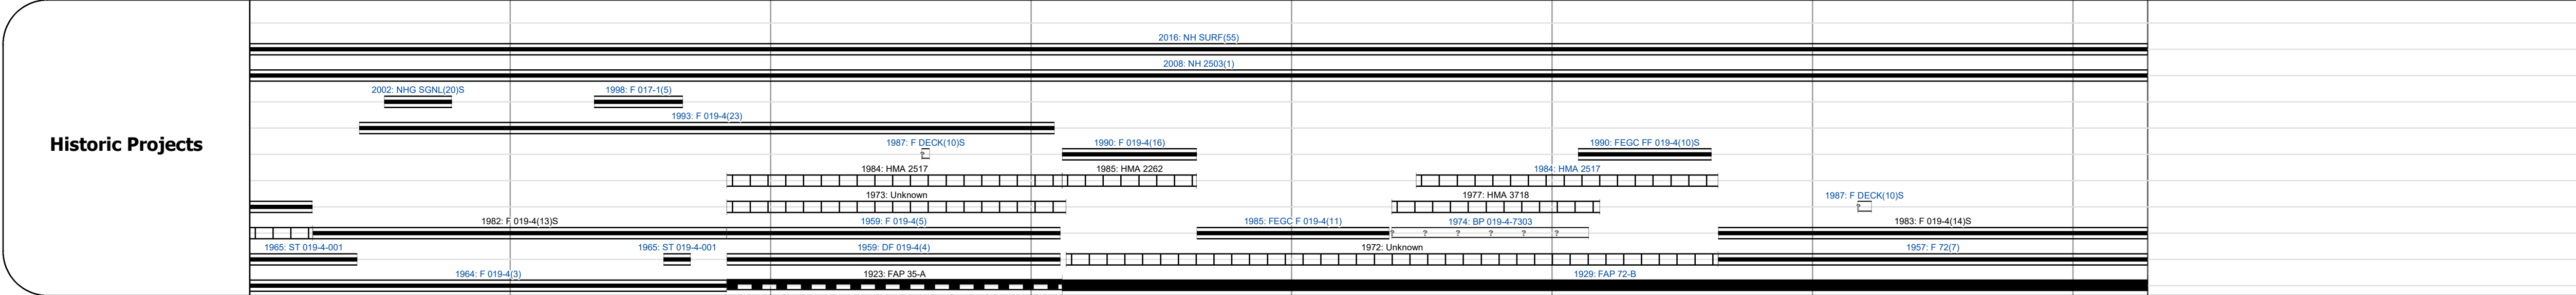 2016: NH SURF(55)
2008: NH 2503(1)
2002: NHG SGNL(20)S 1998: F 017-1(5)
1993: F 019-4(23)
1987: F DECK(10)S 1990: F 019-4(16) 1990: FEGC FF 019-4(10)S
Historic Projects
1984: HMA 2517 1985: HMA 2262 1984: HMA 2517
1973: Unknown 1977: HMA 3718 1987: F DECK(10)S
1982: F 019-4(13)S 1959: F 019-4(5) 1985: FEGC F 019-4(11) 1974: BP 019-4-7303 1983: F 019-4(14)S
? ? ? ? ? ?
1965: ST 019-4-001 1965: ST 019-4-001 1959: DF 019-4(4) 1972: Unknown 1957: F 72(7)
1964: F 019-4(3) 1923: FAP 35-A 1929: FAP 72-B